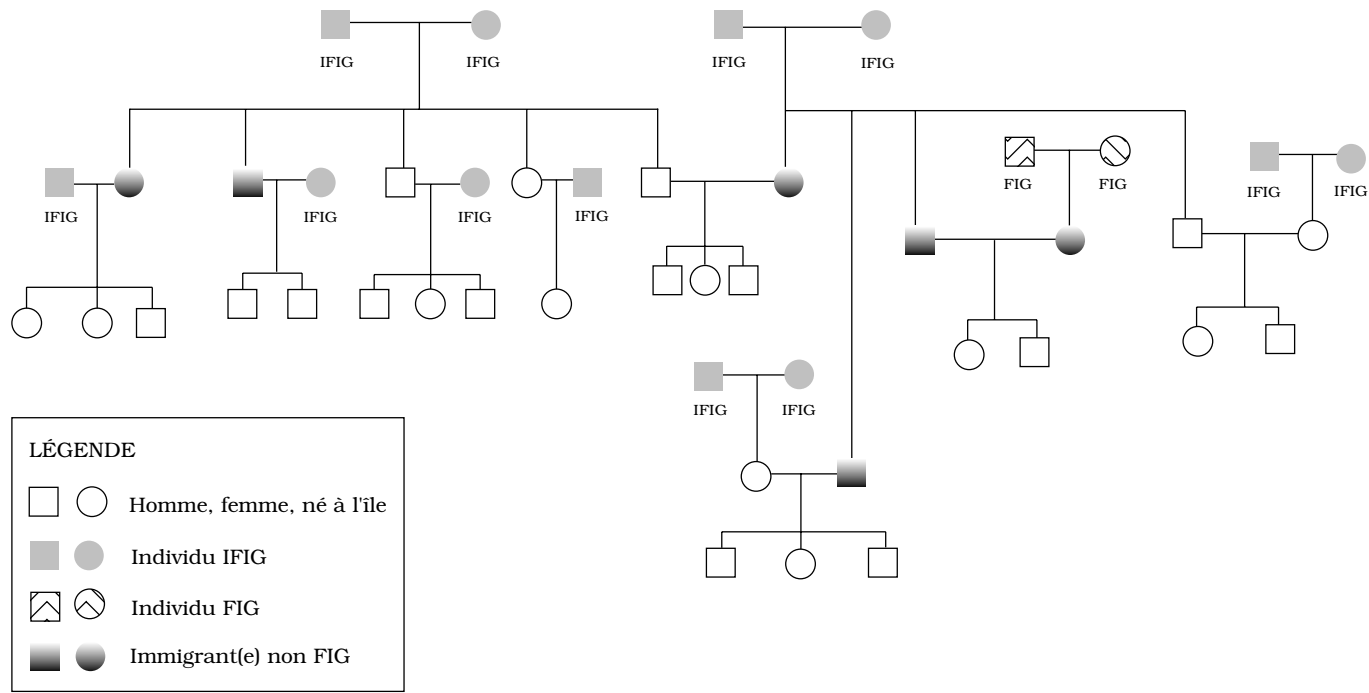 IFIG IFIG IFIG IFIG
FIG FIG
IFIG IFIG
IFIG IFIG IFIG IFIG
IFIG IFIG
LÉGENDE
Homme, femme, né à l'île
Individu IFIG
Individu FIG
Immigrant(e) non FIG